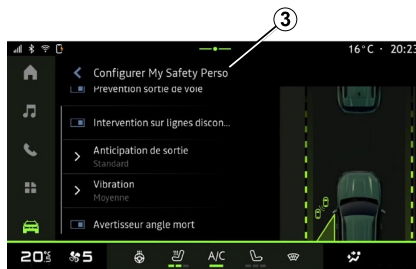 3
16°C · 20:23
Configurer My Safety Perso
Prévention sortie de voie
Intervention sur lignes discon...
Anticipation de sortie
Standard
Vibration
Moyenne
Avertisseur angle mort
5
A/C